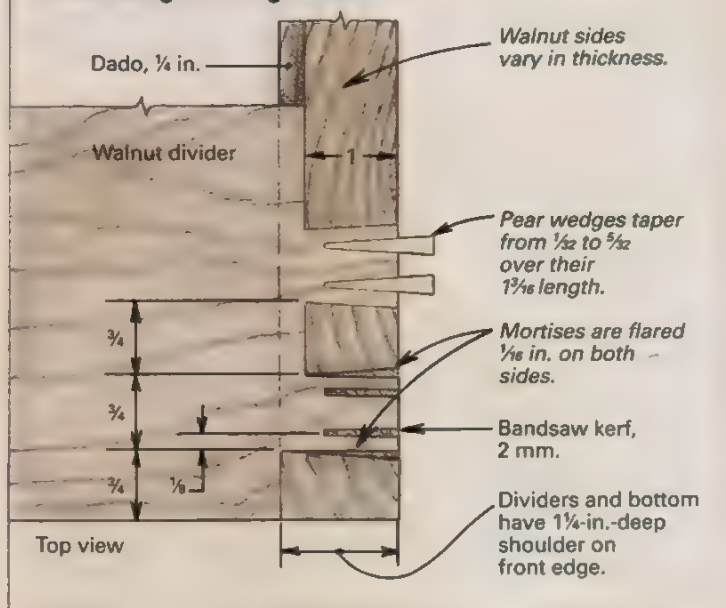 Dado, ¼ in.
Walnut sides
vary in thickness.
Walnut divider
1
Pear wedges taper
from 1/32 to 5/32
over their
1 3/16 length.
¾
Mortises are flared
1/16 in. on both
sides.
¾
Bandsaw kerf,
2 mm.
¾
⅛
Dividers and bottom
have 1¼-in.-deep
shoulder on
front edge.
Top view